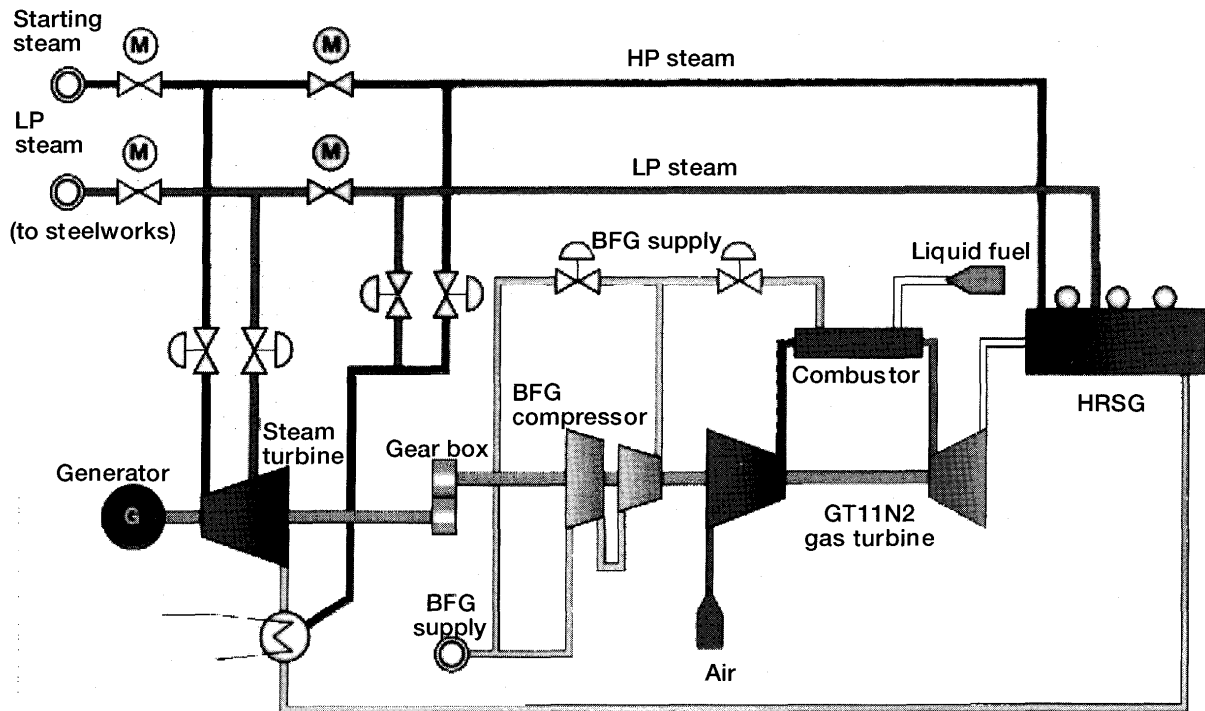 Starting
steam
M
M
HP steam
LP
steam
M
M
LP steam
(to steelworks)
BFG supply
Liquid fuel
Combustor
HRSG
BFG
compressor
Steam
turbine
Gear box
Generator
G
GT11N2
gas turbine
BFG
supply
Air